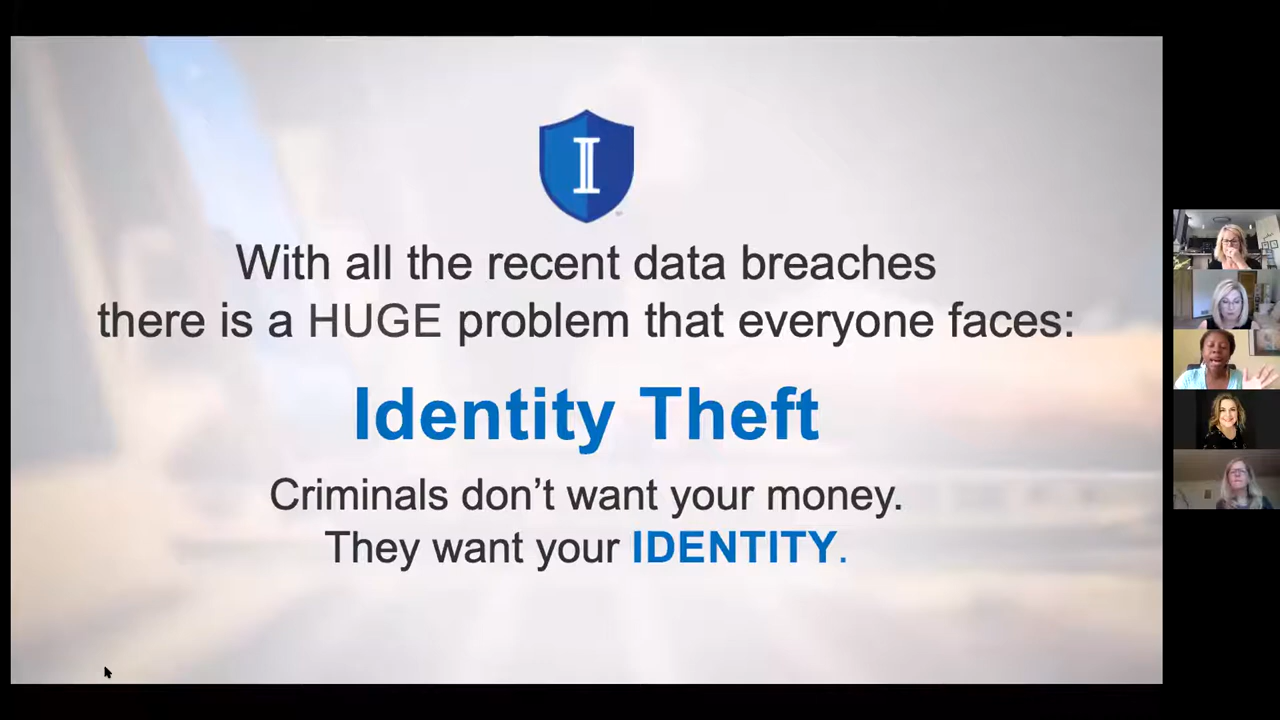 I
With all the recent data breaches
there is a HUGE problem that everyone faces:
Identity Theft
Criminals don’t want your money.
They want your IDENTITY.